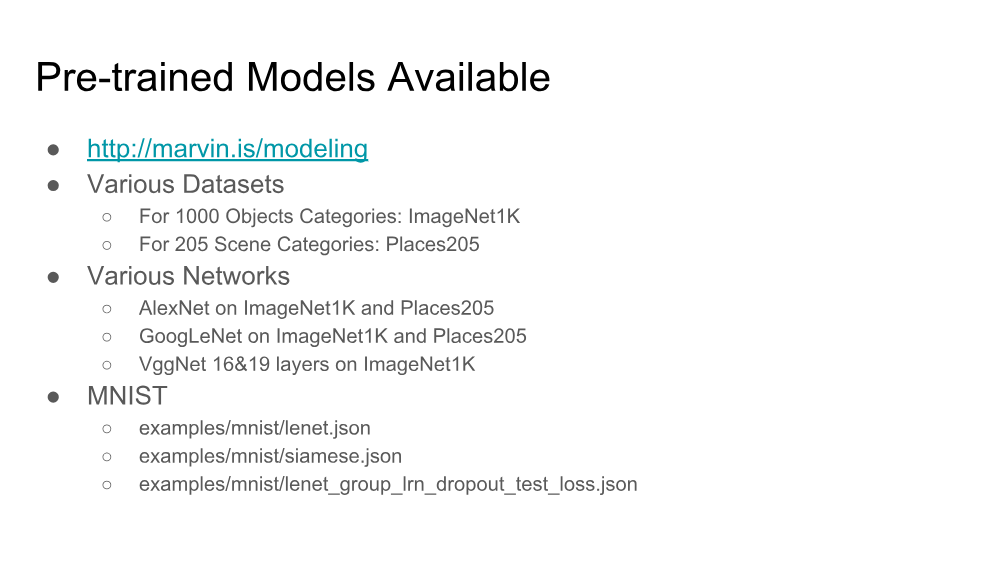 Pre-trained Models Available
● http://marvin.is/modeling
● Various Datasets
○ For 1000 Objects Categories: ImageNet1K
○ For 205 Scene Categories: Places205
● Various Networks
○ AlexNet on ImageNet1K and Places205
○ GoogLeNet on ImageNet1K and Places205
○ VggNet 16&19 layers on ImageNet1K
● MNIST
○ examples/mnist/lenet.json
○ examples/mnist/siamese.json
○ examples/mnist/lenet_group_lrn_dropout_test_loss.json